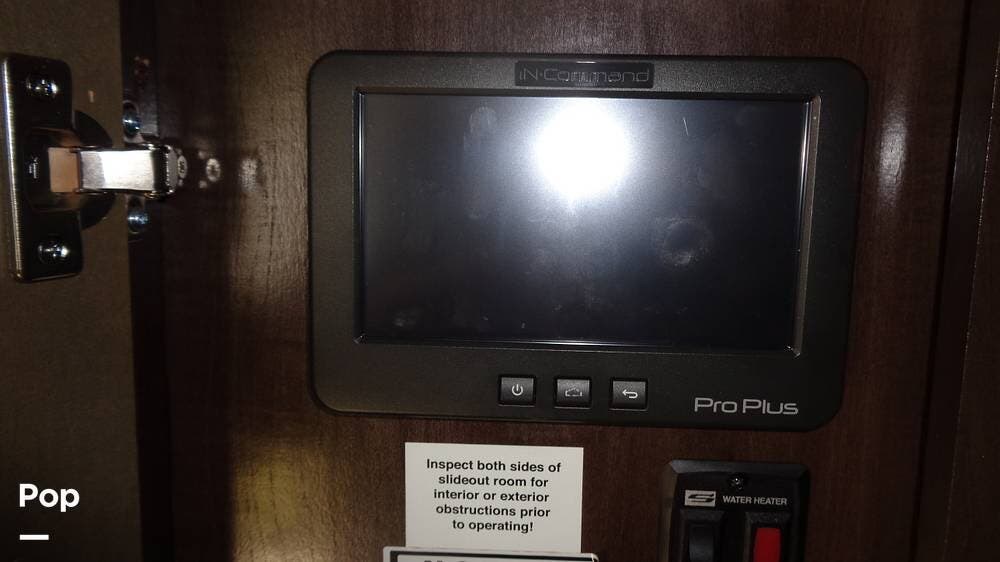 iN·Command
Pro Plus
Inspect both sides of
slideout room for
interior or exterior
obstructions prior
to operating!
WATER HEATER
Pop